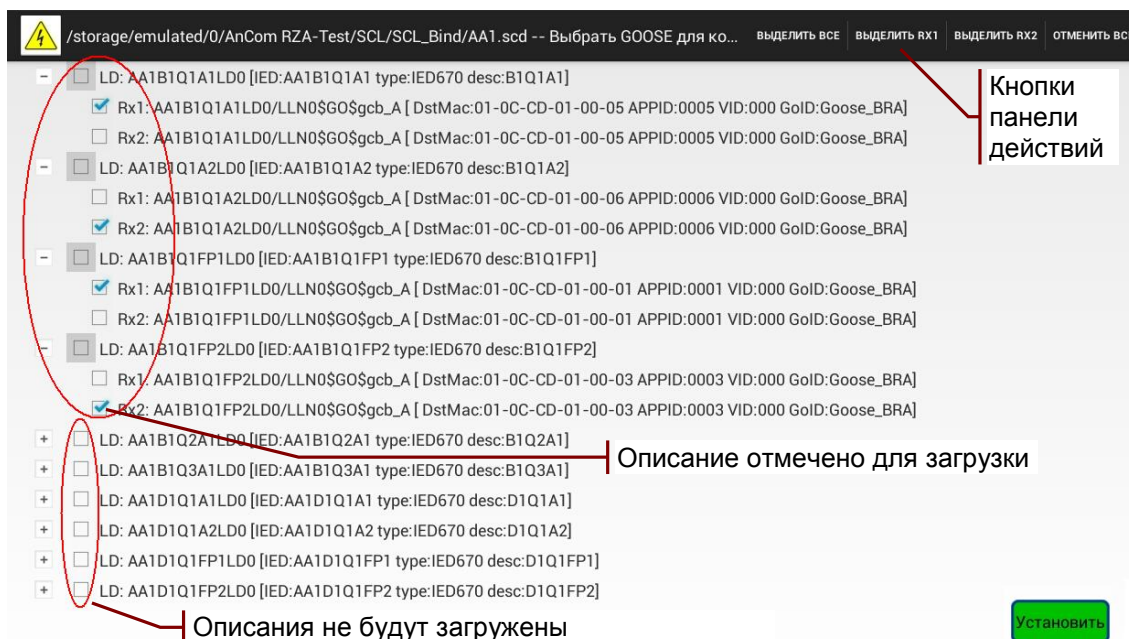 /storage/emulated/0/AnCom RZA-Test/SCL/SCL_Bind/AA1.scd -- Выбрать GOOSE для ко... ВЫДЕЛИТЬ ВСЕ ВЫДЕЛИТЬ RX1 ВЫДЕЛИТЬ RX2 ОТМЕНИТЬ ВС
LD: AA1B1Q1A1LD0 [IED:AA1B1Q1A1 type:IED670 desc:B1Q1A1]
Rx1: AA1B1Q1A1LD0/LLN0$GO$gcb_A [ DstMac:01-0C-CD-01-00-05 APPID:0005 VID:000 GoID:Goose_BRA]
Rx2: AA1B1Q1A1LD0/LLN0$GO$gcb_A [ DstMac:01-0C-CD-01-00-05 APPID:0005 VID:000 GoID:Goose_BRA]
Кнопки
панели
действий
LD: AA1B1Q1A2LD0 [IED:AA1B1Q1A2 type:IED670 desc:B1Q1A2]
Rx1: AA1B1Q1A2LD0/LLN0$GO$gcb_A [ DstMac:01-0C-CD-01-00-06 APPID:0006 VID:000 GoID:Goose_BRA]
Rx2: AA1B1Q1A2LD0/LLN0$GO$gcb_A [ DstMac:01-0C-CD-01-00-06 APPID:0006 VID:000 GoID:Goose_BRA]
LD: AA1B1Q1FP1LD0 [IED:AA1B1Q1FP1 type:IED670 desc:B1Q1FP1]
Rx1: AA1B1Q1FP1LD0/LLN0$GO$gcb_A [ DstMac:01-0C-CD-01-00-01 APPID:0001 VID:000 GoID:Goose_BRA]
Rx2: AA1B1Q1FP1LD0/LLN0$GO$gcb_A [ DstMac:01-0C-CD-01-00-01 APPID:0001 VID:000 GoID:Goose_BRA]
LD: AA1B1Q1FP2LD0 [IED:AA1B1Q1FP2 type:IED670 desc:B1Q1FP2]
Rx1: AA1B1Q1FP2LD0/LLN0$GO$gcb_A [ DstMac:01-0C-CD-01-00-03 APPID:0003 VID:000 GoID:Goose_BRA]
Rx2: AA1B1Q1FP2LD0/LLN0$GO$gcb_A [ DstMac:01-0C-CD-01-00-03 APPID:0003 VID:000 GoID:Goose_BRA]
LD: AA1B1Q2A1LD0 [IED:AA1B1Q2A1 type:IED670 desc:B1Q2A1]
Описание отмечено для загрузки
LD: AA1B1Q3A1LD0 [IED:AA1B1Q3A1 type:IED670 desc:B1Q3A1]
LD: AA1D1Q1A1LD0 [IED:AA1D1Q1A1 type:IED670 desc:D1Q1A1]
LD: AA1D1Q1A2LD0 [IED:AA1D1Q1A2 type:IED670 desc:D1Q1A2]
LD: AA1D1Q1FP1LD0 [IED:AA1D1Q1FP1 type:IED670 desc:D1Q1FP1]
LD: AA1D1Q1FP2LD0 [IED:AA1D1Q1FP2 type:IED670 desc:D1Q1FP2]
Описания не будут загружены
Установить